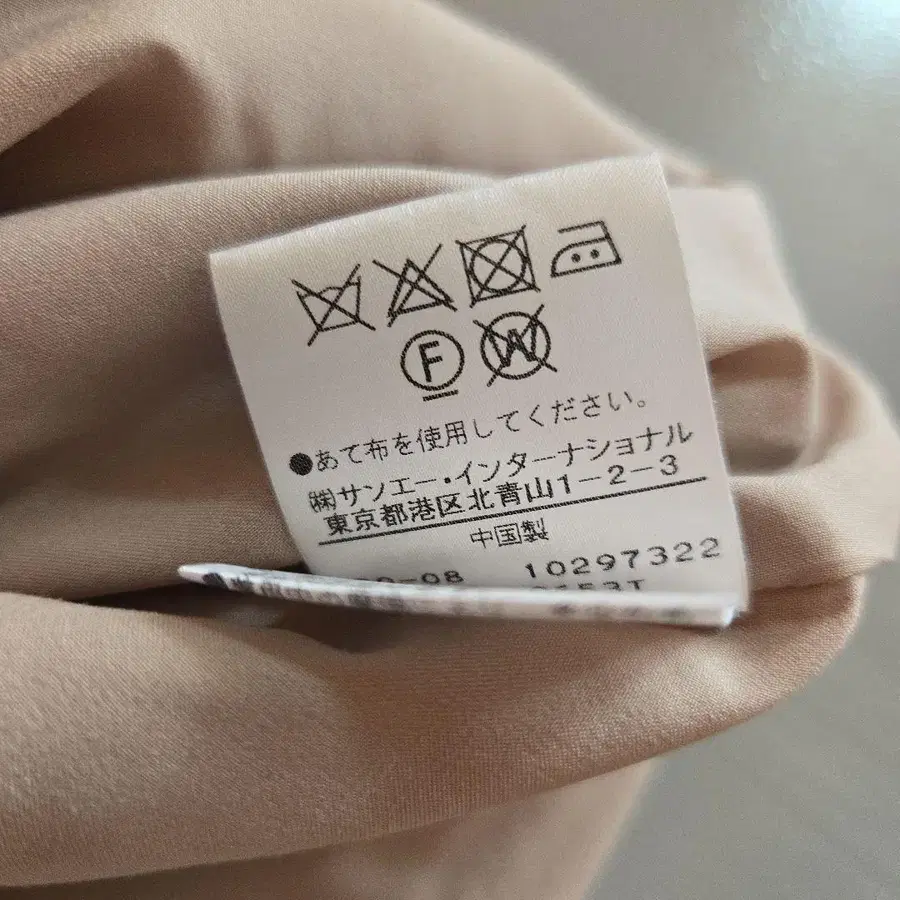 F W
●あて布を使用してください。
㈱サンエー・インターナショナル
東京都港区北青山1-2-3
中国製
-08 10297322